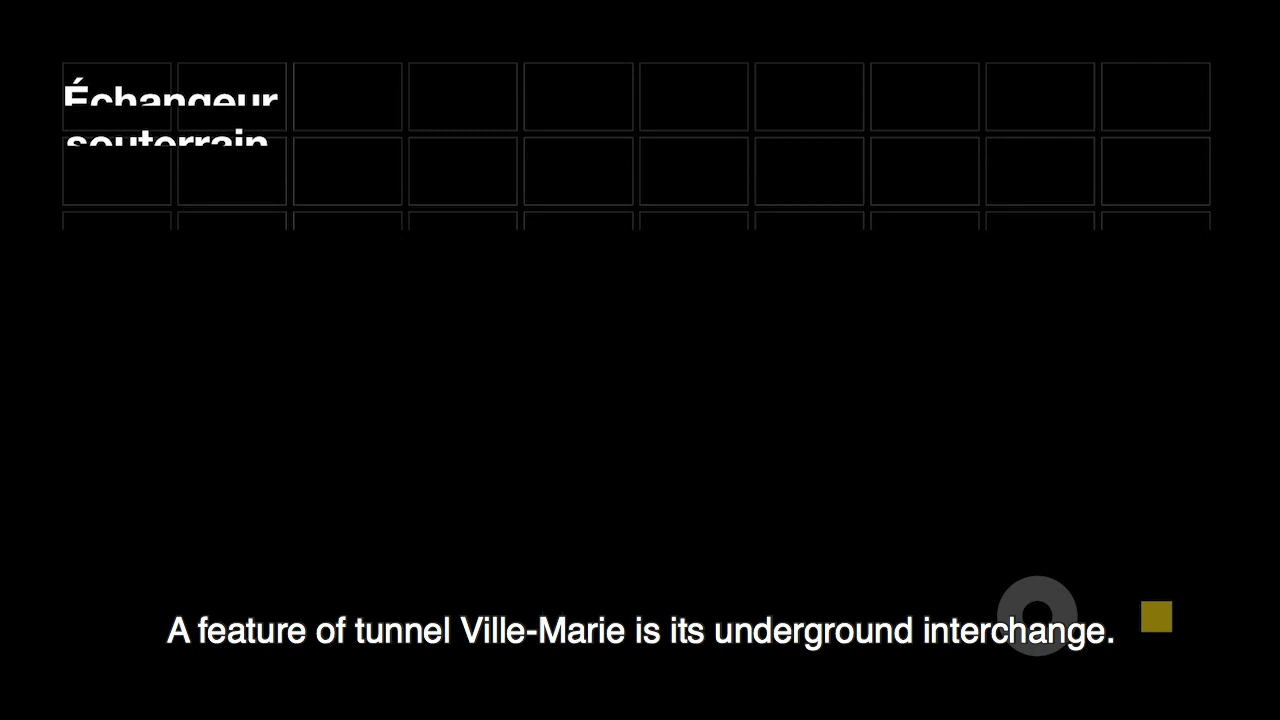 Échangeur
souterrain
A feature of tunnel Ville-Marie is its underground interchange.